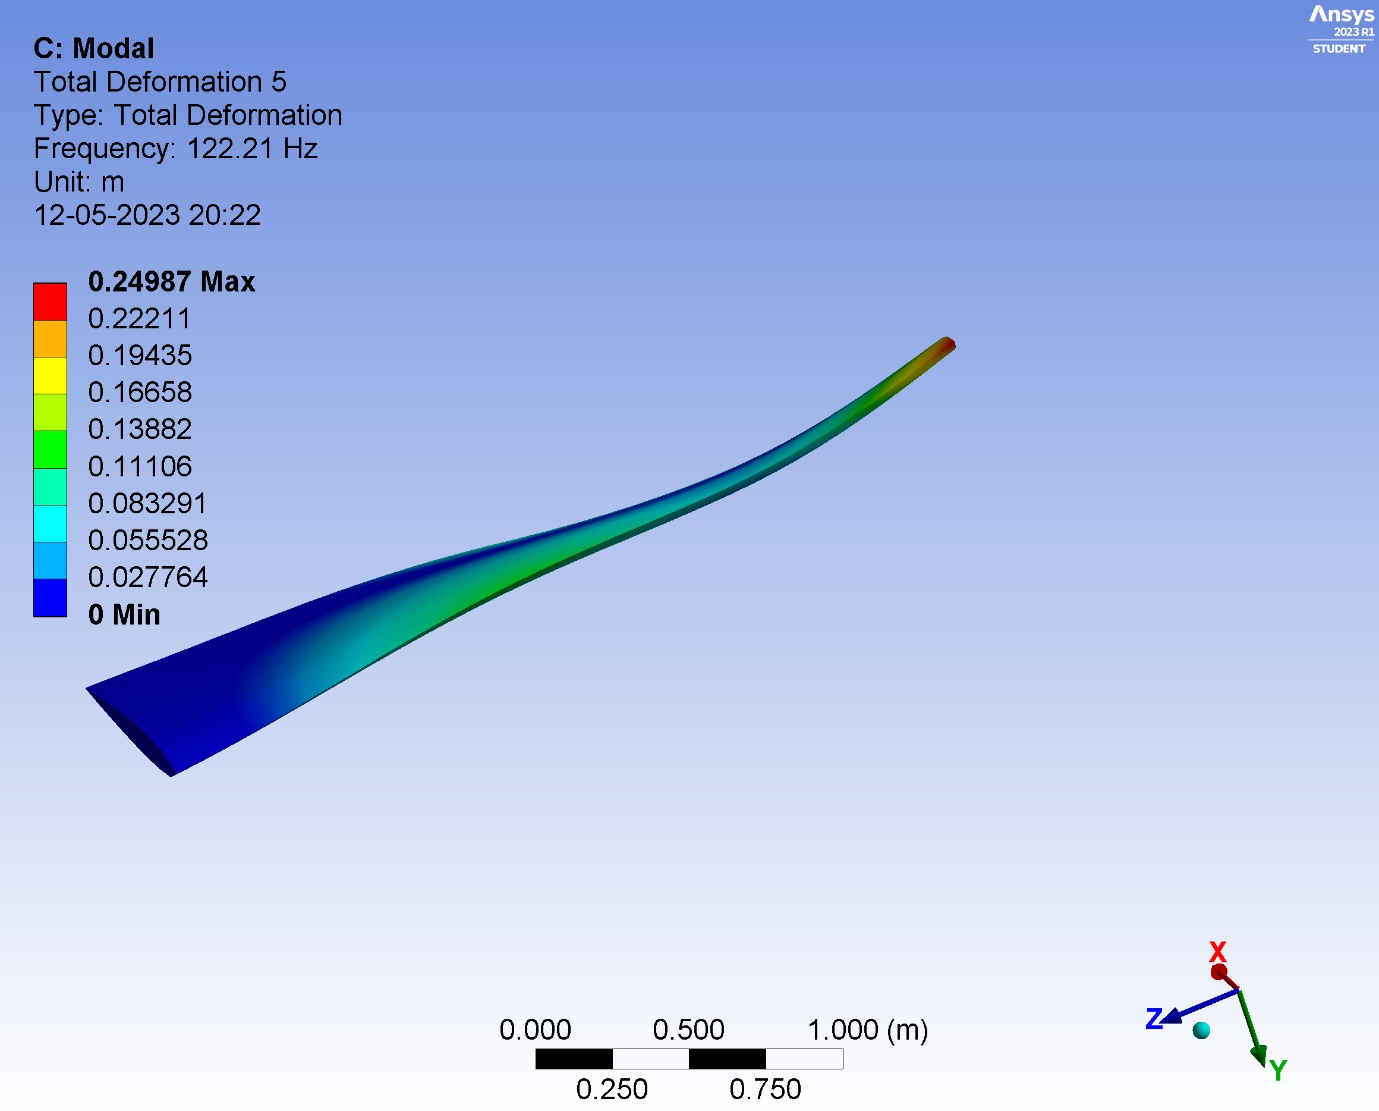 Ansys
2023 R1
STUDENT
C: Modal
Total Deformation 5
Type: Total Deformation
Frequency: 122.21 Hz
Unit: m
12-05-2023 20:22
0.24987 Max
0.22211
0.19435
0.16658
0.13882
0.11106
0.083291
0.055528
0.027764
0 Min
X
Z
Y
0.000 0.500 1.000 (m)
0.250 0.750